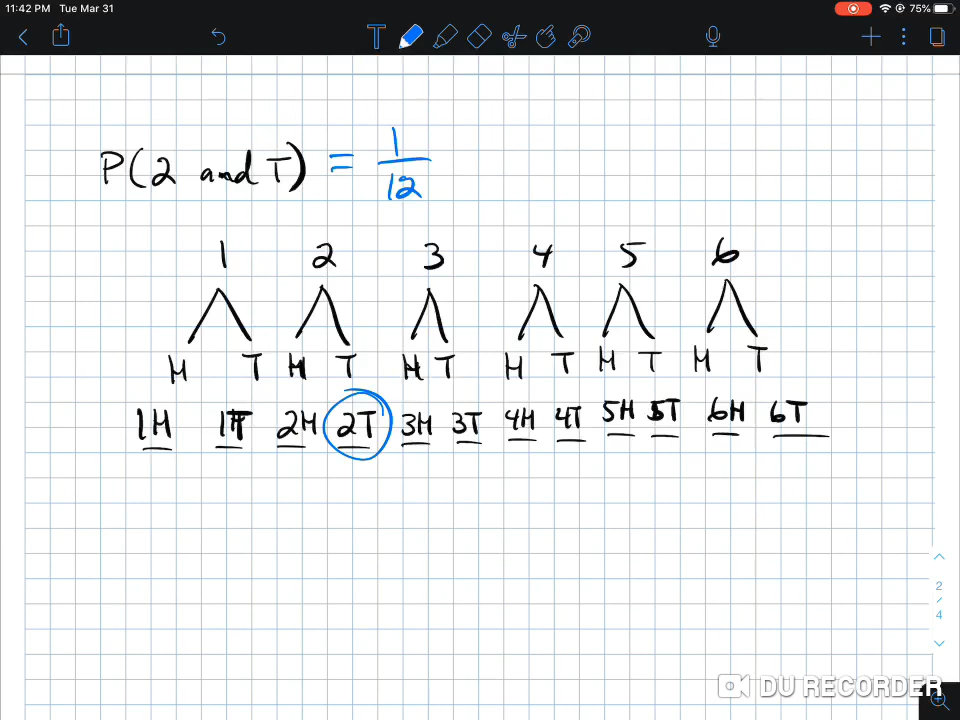 11:42 PM Tue Mar 31 75%
P(2 and T) = 1/12
1 2 3 4 5 6
H T H T H T H T H T H T
1H 1T 2H 2T 3H 3T 4H 4T 5H 5T 6H 6T
2
4
DU RECORDER